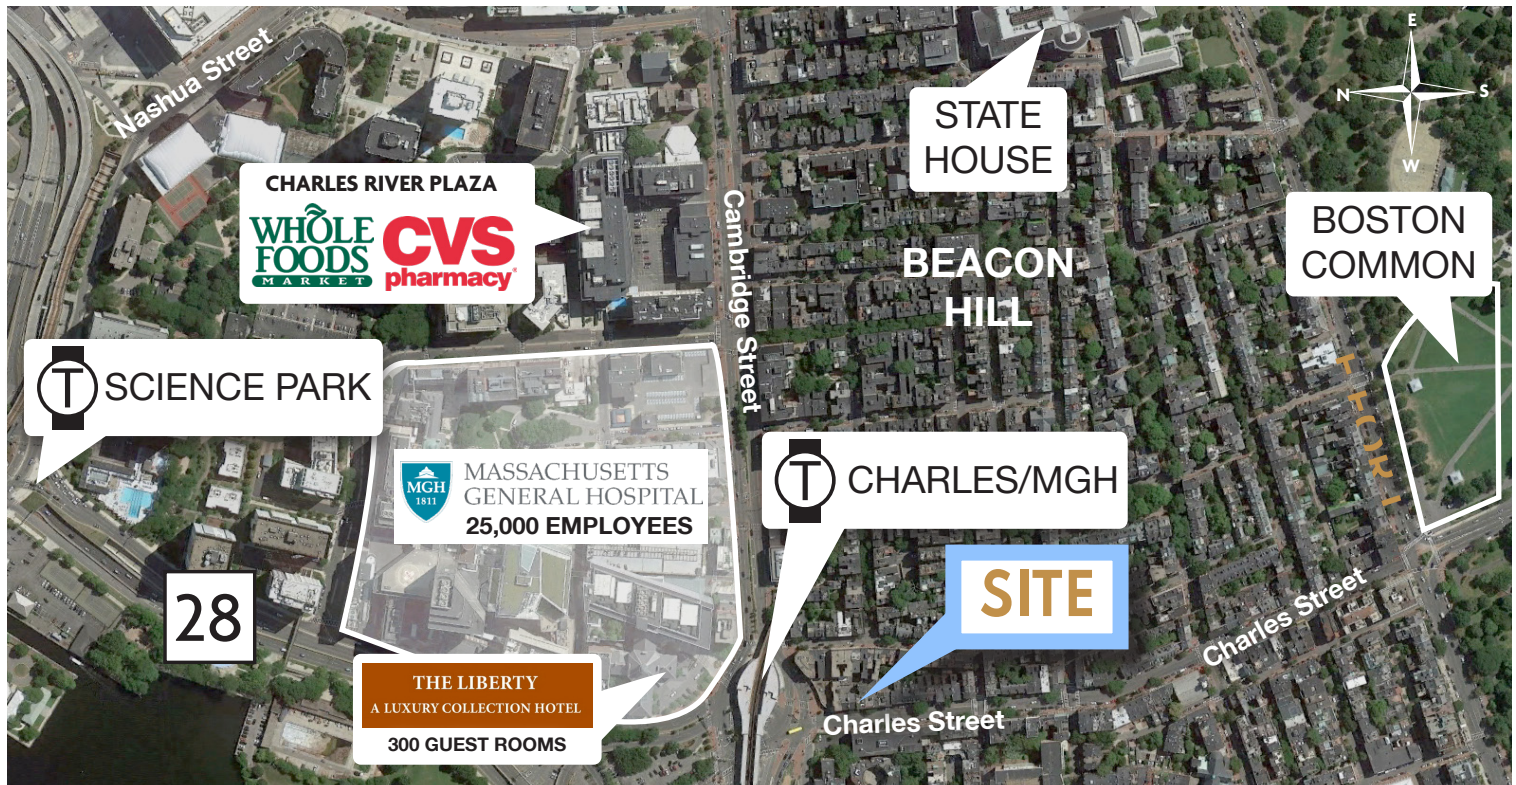 Nashua Street
E
N
S
W
STATE
HOUSE
CHARLES RIVER PLAZA
WHOLE
FOODS
MARKET
CVS
pharmacy®
Cambridge Street
BEACON
HILL
BOSTON
COMMON
T SCIENCE PARK
MGH
1811
MASSACHUSETTS
GENERAL HOSPITAL
25,000 EMPLOYEES
T CHARLES/MGH
SITE
28
Charles Street
THE LIBERTY
A LUXURY COLLECTION HOTEL
300 GUEST ROOMS
Charles Street